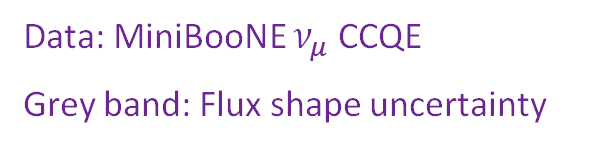 Data: MiniBooNE νμ CCQE
Grey band: Flux shape uncertainty